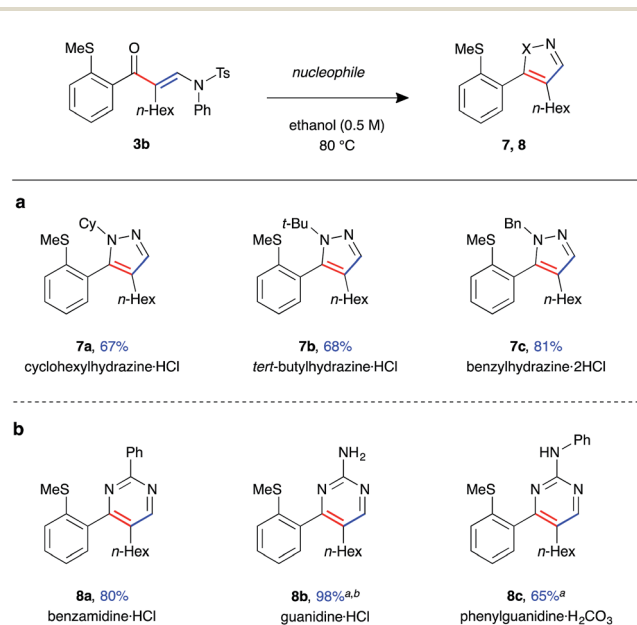 MeS
O
N
Ts
Ph
n-Hex
3b
nucleophile
ethanol (0.5 M)
80 °C
MeS
X
N
n-Hex
7, 8
a
Cy
N
N
MeS
n-Hex
7a, 67%
cyclohexylhydrazine·HCl
t-Bu
N
N
MeS
n-Hex
7b, 68%
tert-butylhydrazine·HCl
Bn
N
N
MeS
n-Hex
7c, 81%
benzylhydrazine·2HCl
b
Ph
N
N
MeS
n-Hex
8a, 80%
benzamidine·HCl
NH₂
N
N
MeS
n-Hex
8b, 98%ᵃ,ᵇ
guanidine·HCl
HN
Ph
N
N
MeS
n-Hex
8c, 65%ᵃ
phenylguanidine·H₂CO₃